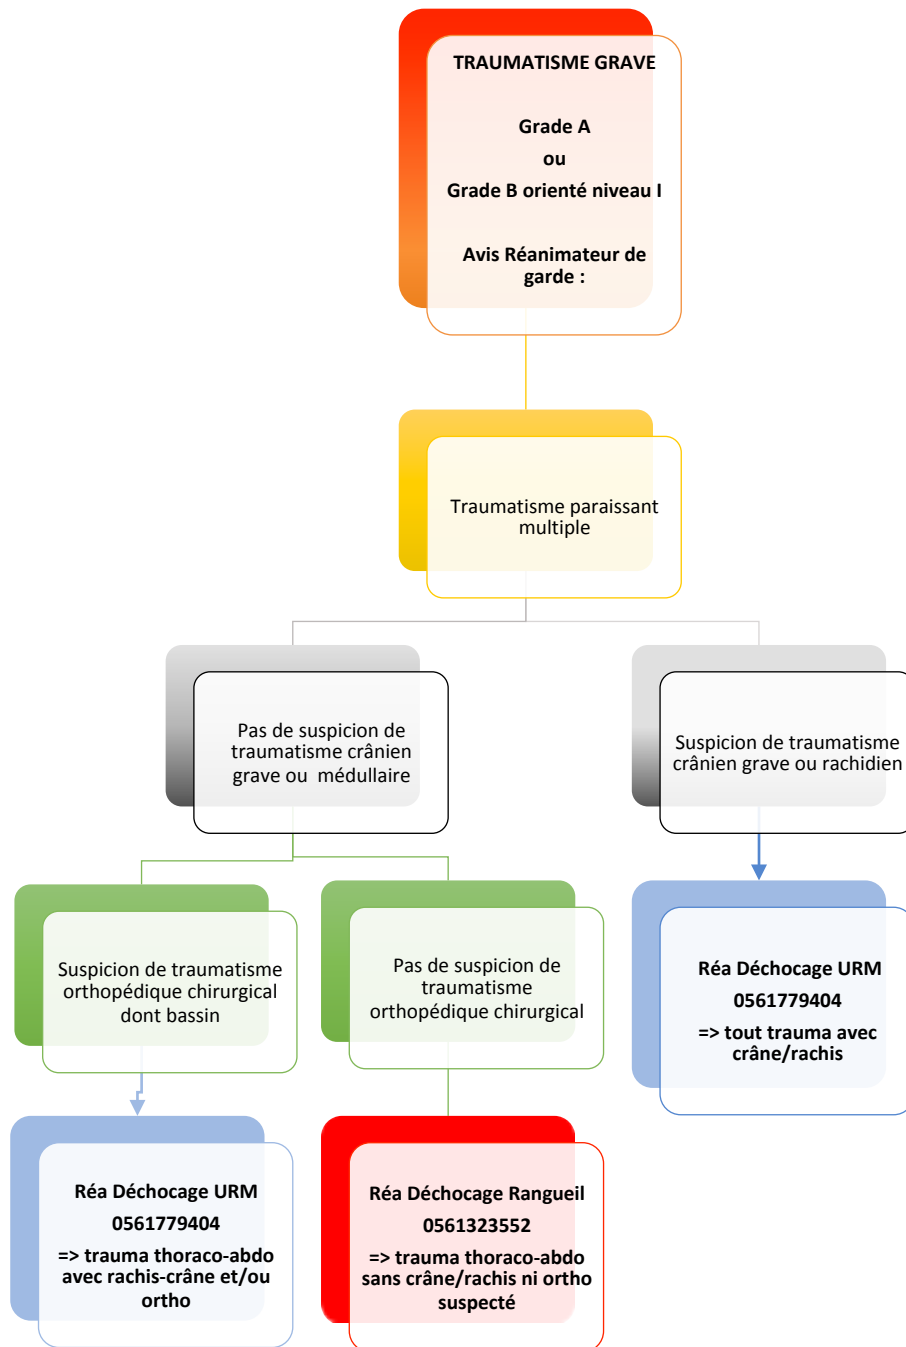 TRAUMATISME GRAVE
Grade A
ou
Grade B orienté niveau I
Avis Réanimateur de
garde :
Traumatisme paraissant
multiple
Pas de suspicion de
traumatisme crânien
grave ou médullaire
Suspicion de traumatisme
crânien grave ou rachidien
Suspicion de traumatisme
orthopédique chirurgical
dont bassin
Pas de suspicion de
traumatisme
orthopédique chirurgical
Réa Déchocage URM
0561779404
=> tout trauma avec
crâne/rachis
Réa Déchocage URM
0561779404
=> trauma thoraco-abdo
avec rachis-crâne et/ou
ortho
Réa Déchocage Rangueil
0561323552
=> trauma thoraco-abdo
sans crâne/rachis ni ortho
suspecté